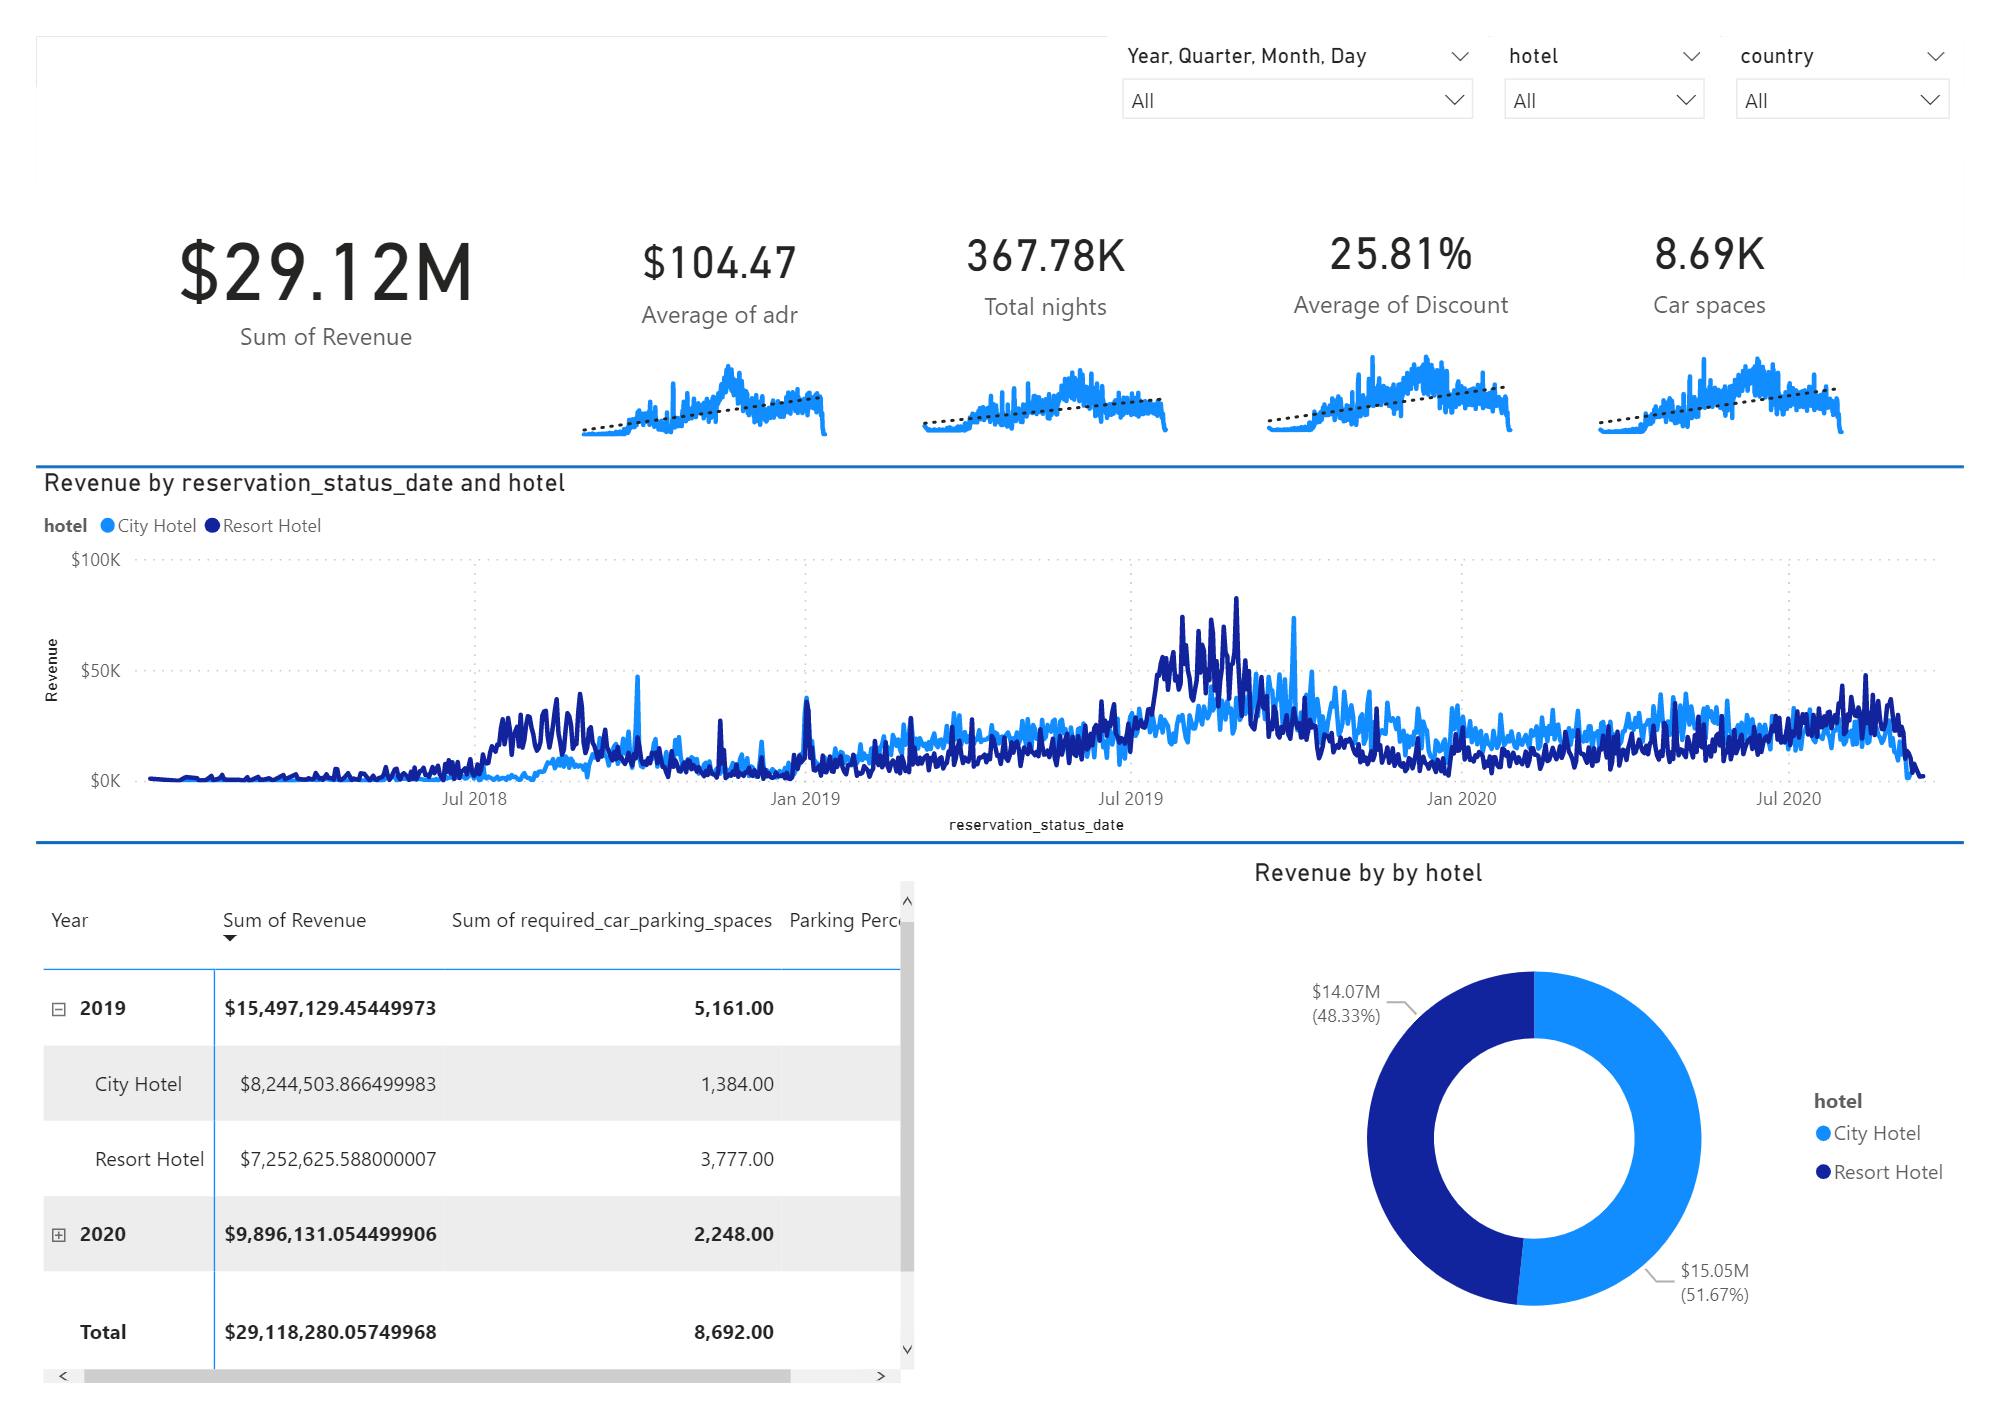 Year, Quarter, Month, Day
hotel
country
All
All
All
$29.12M
Sum of Revenue
$104.47
Average of adr
367.78K
Total nights
25.81%
Average of Discount
8.69K
Car spaces
Revenue by reservation_status_date and hotel
hotel City Hotel Resort Hotel
$100K
$50K
$0K
Revenue
Jul 2018 Jan 2019 Jul 2019 Jan 2020 Jul 2020
reservation_status_date
Year Sum of Revenue Sum of required_car_parking_spaces Parking Perc
2019 $15,497,129.45449973 5,161.00
City Hotel $8,244,503.866499983 1,384.00
Resort Hotel $7,252,625.588000007 3,777.00
2020 $9,896,131.054499906 2,248.00
Total $29,118,280.05749968 8,692.00
Revenue by by hotel
$14.07M
(48.33%)
$15.05M
(51.67%)
hotel
City Hotel
Resort Hotel